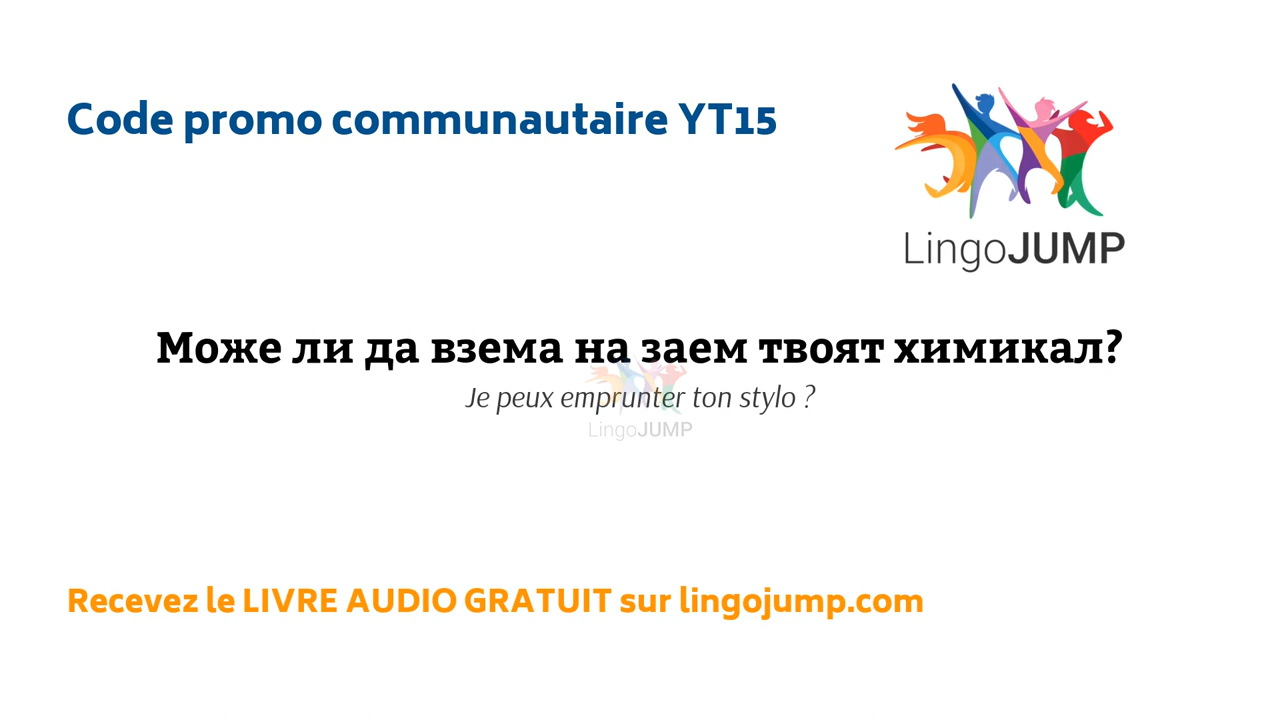 Code promo communautaire YT15
LingoJUMP
Може ли да взема на заем твоят химикал?
Je peux emprunter ton stylo ?
LingoJUMP
Recevez le LIVRE AUDIO GRATUIT sur lingojump.com